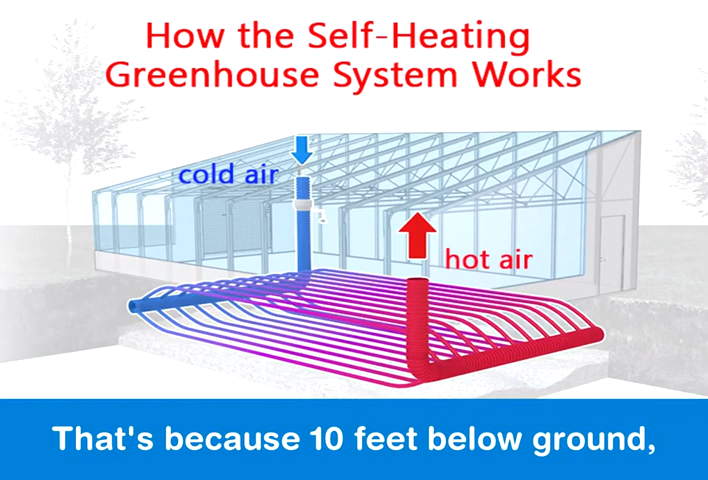 How the Self-Heating
Greenhouse System Works
cold air
hot air
That's because 10 feet below ground,